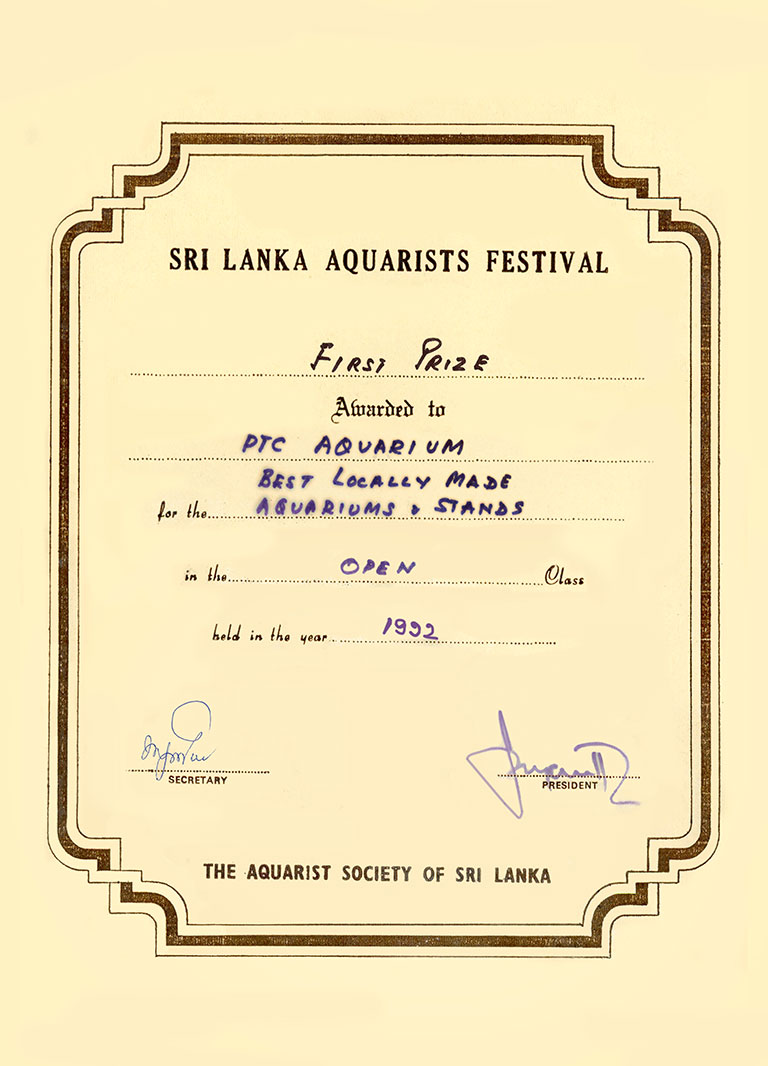 SRI LANKA AQUARISTS FESTIVAL
FIRST PRIZE
Awarded to
PTC AQUARIUM
BEST LOCALLY MADE
for the AQUARIUMS & STANDS
in the OPEN Class
held in the year 1992
SECRETARY
PRESIDENT
THE AQUARIST SOCIETY OF SRI LANKA